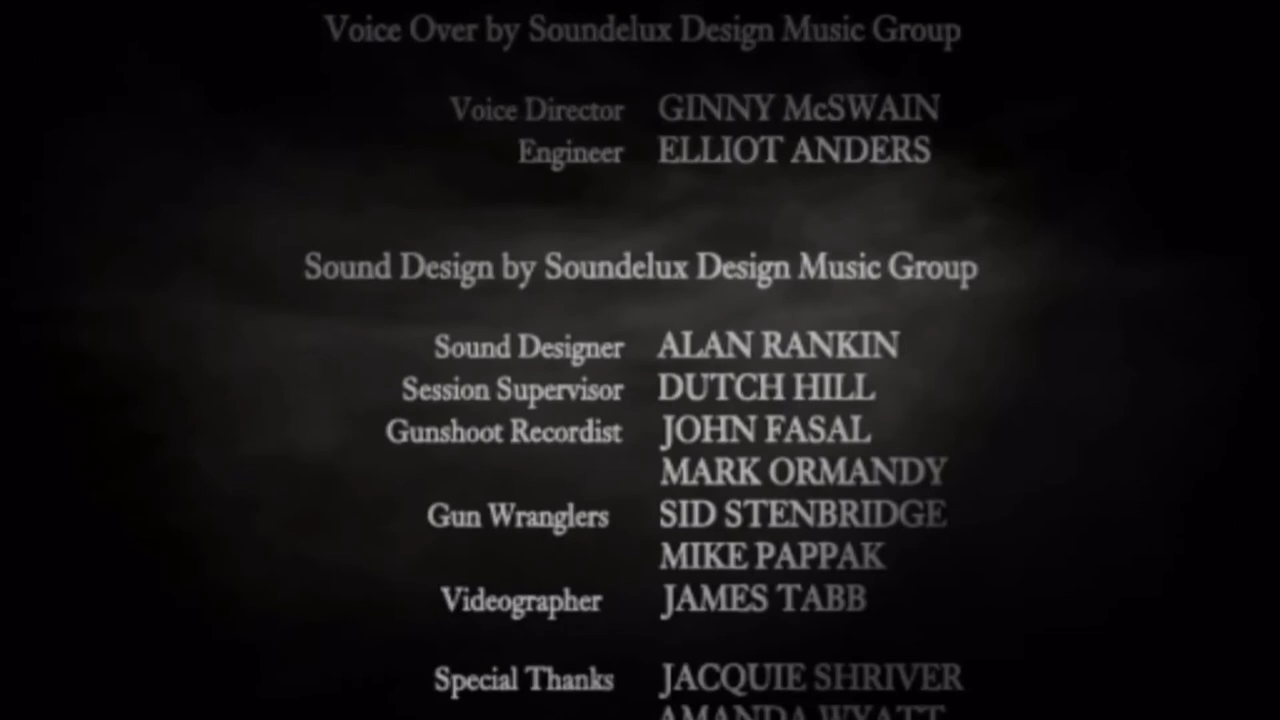 Voice Over by Soundelux Design Music Group
Voice Director GINNY McSWAIN
Engineer ELLIOT ANDERS
Sound Design by Soundelux Design Music Group
Sound Designer ALAN RANKIN
Session Supervisor DUTCH HILL
Gunshoot Recordist JOHN FASAL
MARK ORMANDY
Gun Wranglers SID STENBRIDGE
MIKE PAPPAK
Videographer JAMES TABB
Special Thanks JACQUIE SHRIVER
AMANDA WYATT